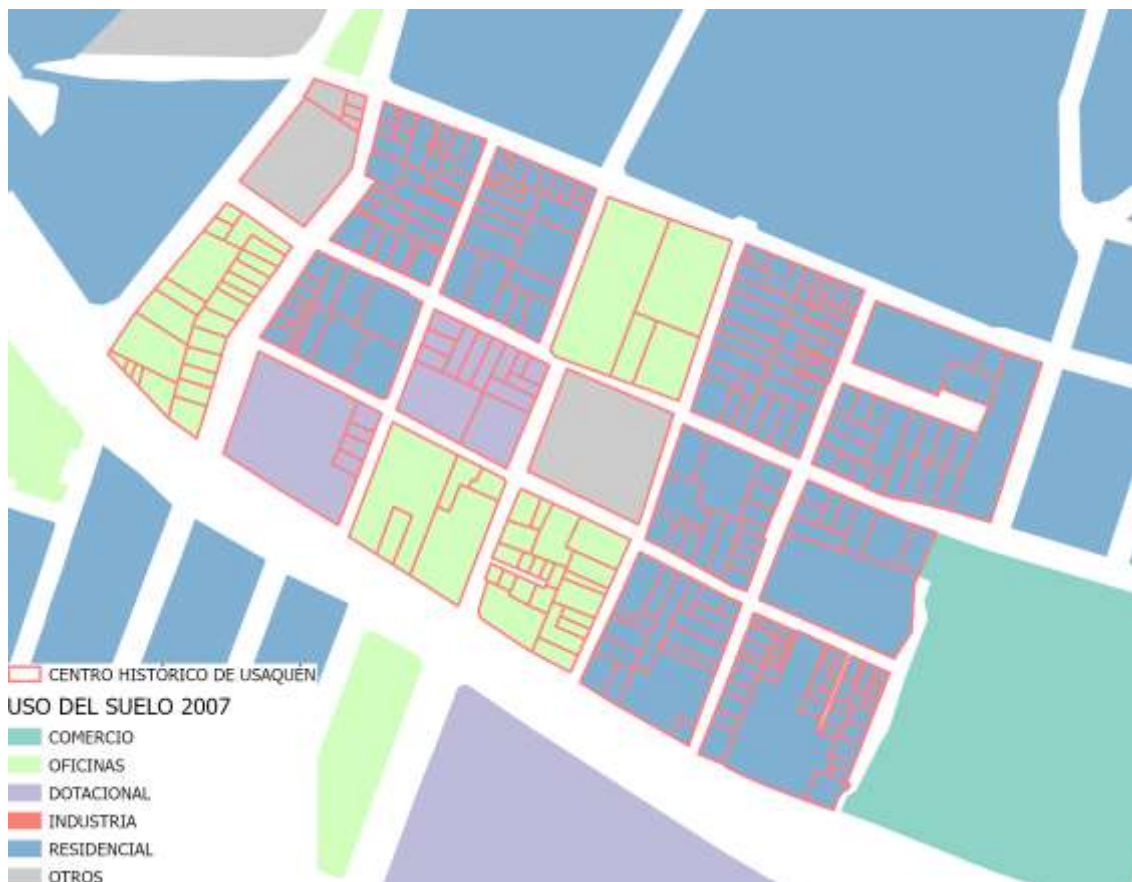 CENTRO HISTÓRICO DE USAQUÉN
USO DEL SUELO 2007
COMERCIO
OFICINAS
DOTACIONAL
INDUSTRIA
RESIDENCIAL
OTROS